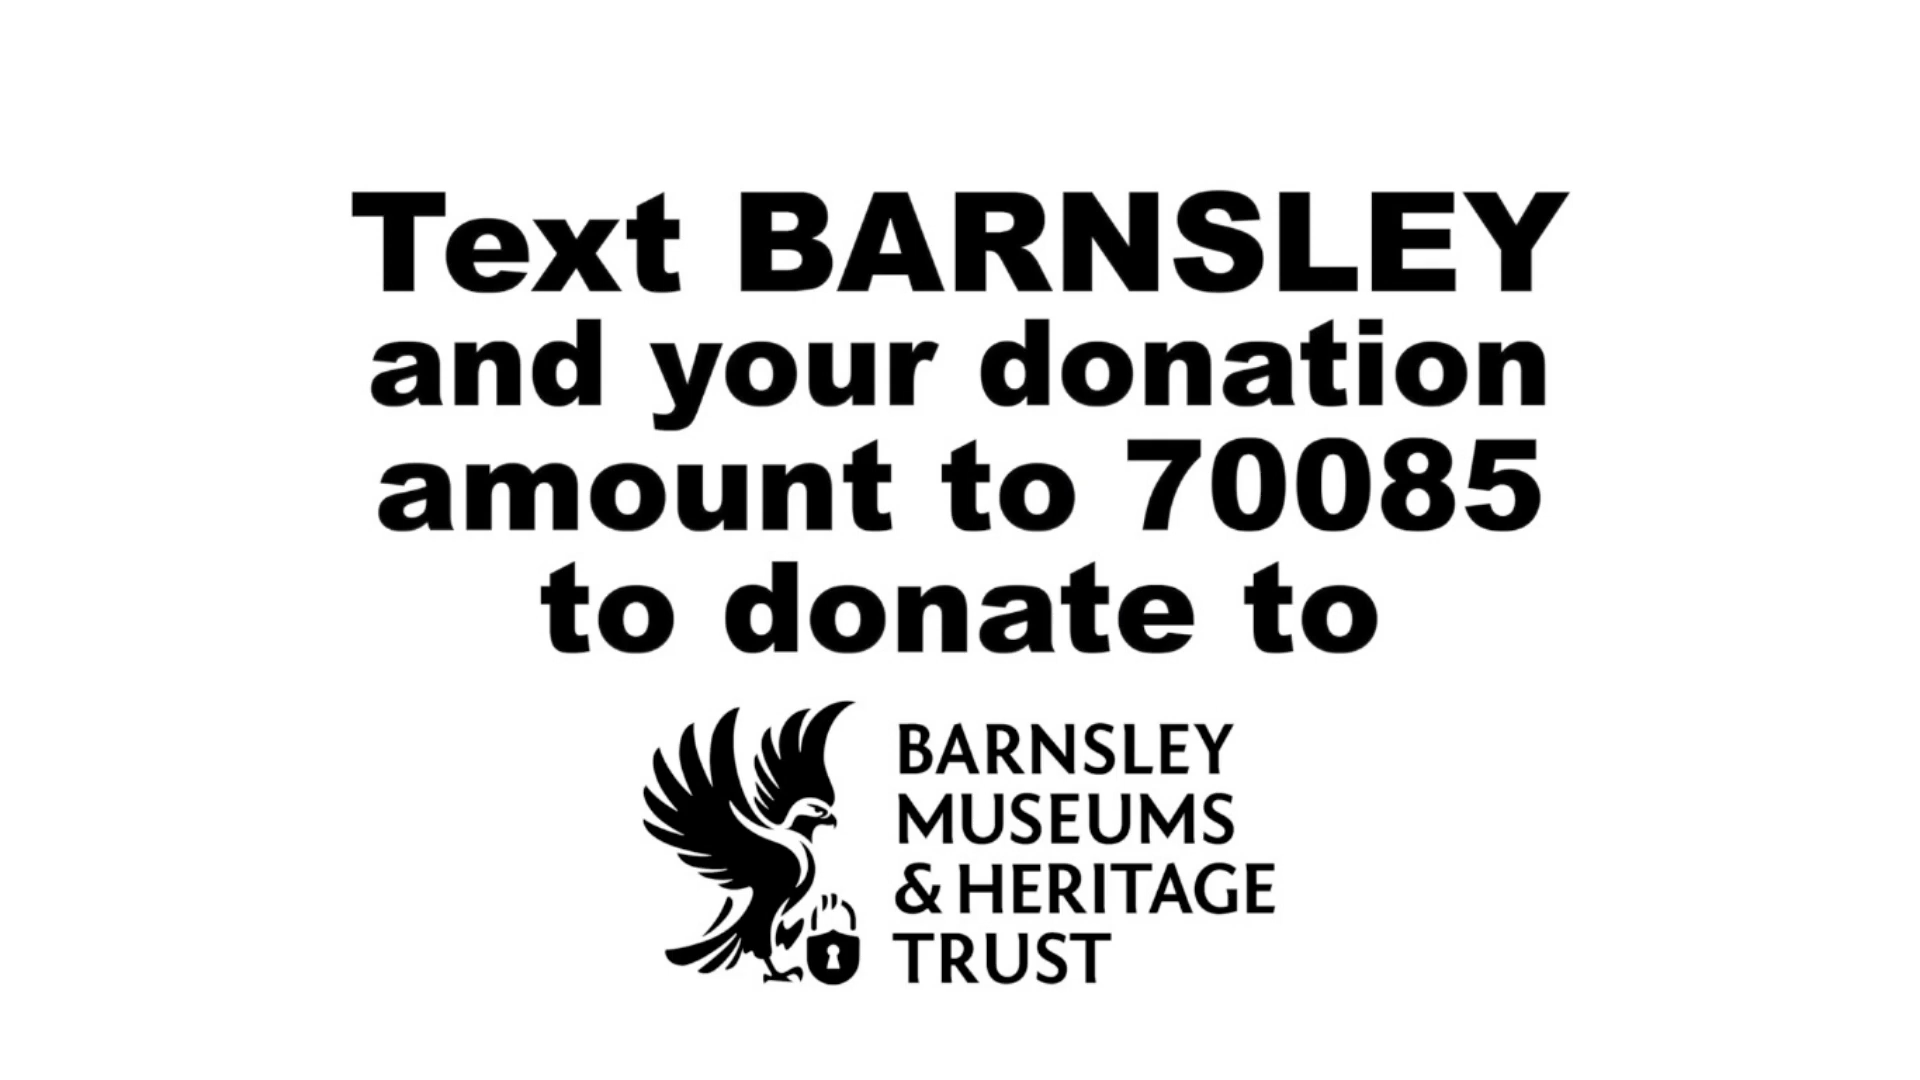 Text BARNSLEY
and your donation
amount to 70085
to donate to
BARNSLEY
MUSEUMS
& HERITAGE
TRUST